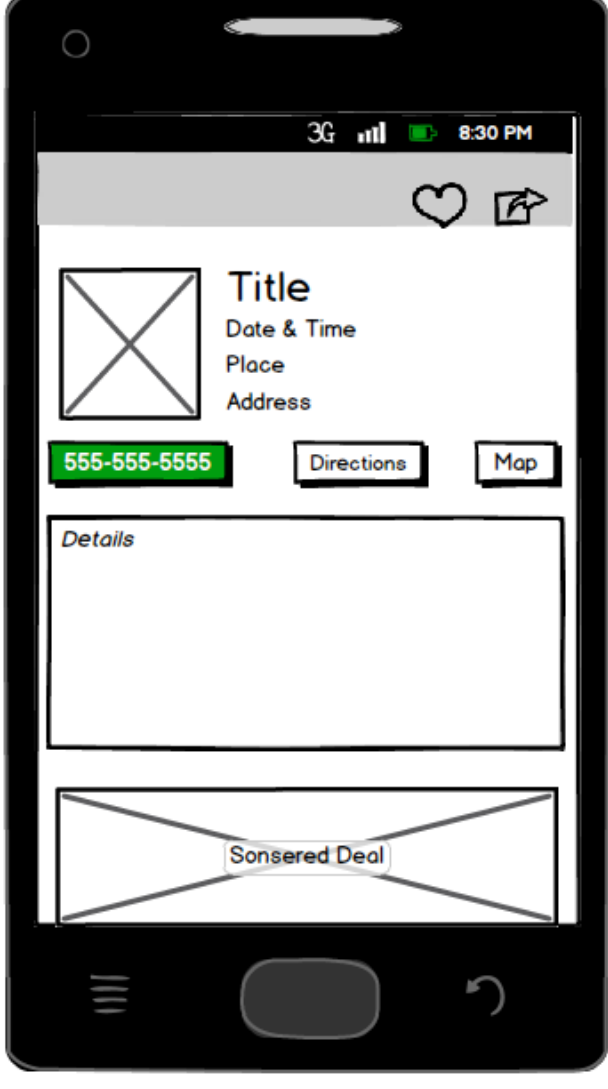 3G 8:30 PM
Title
Date & Time
Place
Address
555-555-5555 Directions Map
Details
Sonsered Deal